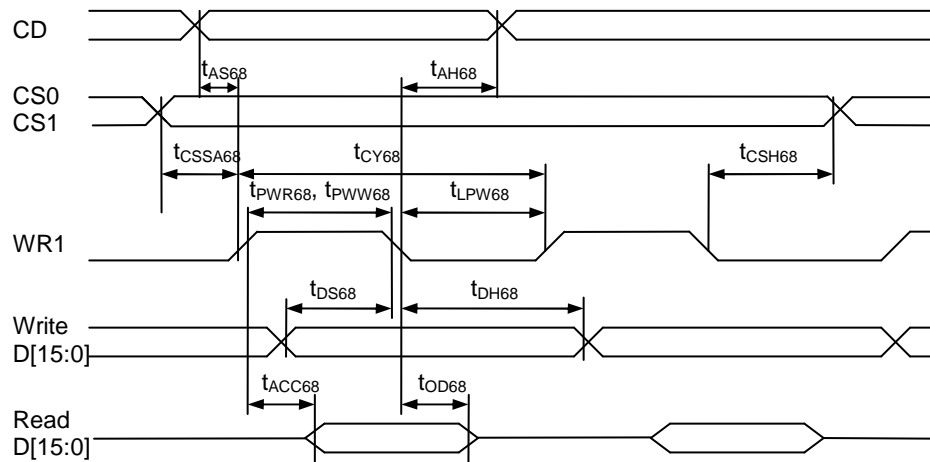 CD
tAS68 tAH68
CS0
CS1
tCSSA68 tCY68 tCSH68
tPWR68, tPWW68 tLPW68
WR1
tDS68 tDH68
Write
D[15:0]
tACC68 tOD68
Read
D[15:0]